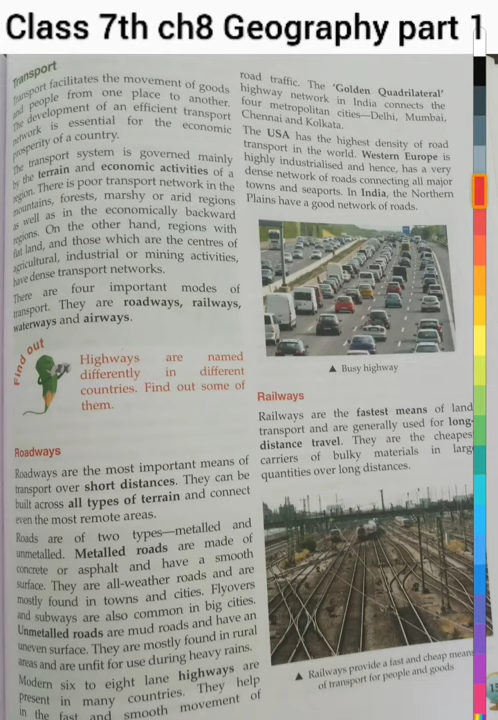 Class 7th ch8 Geography part 1
Transport
Transport facilitates the movement of goods
and people from one place to another.
The development of an efficient transport
network is essential for the economic
prosperity of a country.
The transport system is governed mainly
by the terrain and economic activities of a
region. There is poor transport network in the
mountains, forests, marshy or arid regions
as well as in the economically backward
regions. On the other hand, regions with
flat land, and those which are the centres of
agricultural, industrial or mining activities,
have dense transport networks.
There are four important modes of
transport. They are roadways, railways,
waterways and airways.
Find out
Highways are named
differently in different
countries. Find out some of
them.
Roadways
Roadways are the most important means of
transport over short distances. They can be
built across all types of terrain and connect
even the most remote areas.
Roads are of two types—metalled and
unmetalled. Metalled roads are made of
concrete or asphalt and have a smooth
surface. They are all-weather roads and are
mostly found in towns and cities. Flyovers
and subways are also common in big cities.
Unmetalled roads are mud roads and have an
uneven surface. They are mostly found in rural
areas and are unfit for use during heavy rains.
Modern six to eight lane highways are
present in many countries. They help
in the fast and smooth movement of
road traffic. The 'Golden Quadrilateral'
highway network in India connects the
four metropolitan cities—Delhi, Mumbai,
Chennai and Kolkata.
The USA has the highest density of road
transport in the world. Western Europe is
highly industrialised and hence, has a very
dense network of roads connecting all major
towns and seaports. In India, the Northern
Plains have a good network of roads.
▲ Busy highway
Railways
Railways are the fastest means of land
transport and are generally used for long-
distance travel. They are the cheapes
carriers of bulky materials in larg
quantities over long distances.
▲ Railways provide a fast and cheap means
of transport for people and goods